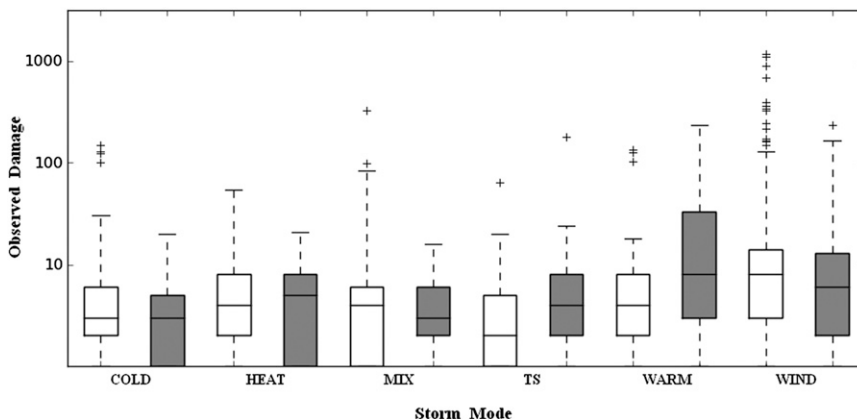 1000
100
10
Observed Damage
COLD HEAT MIX TS WARM WIND
Storm Mode